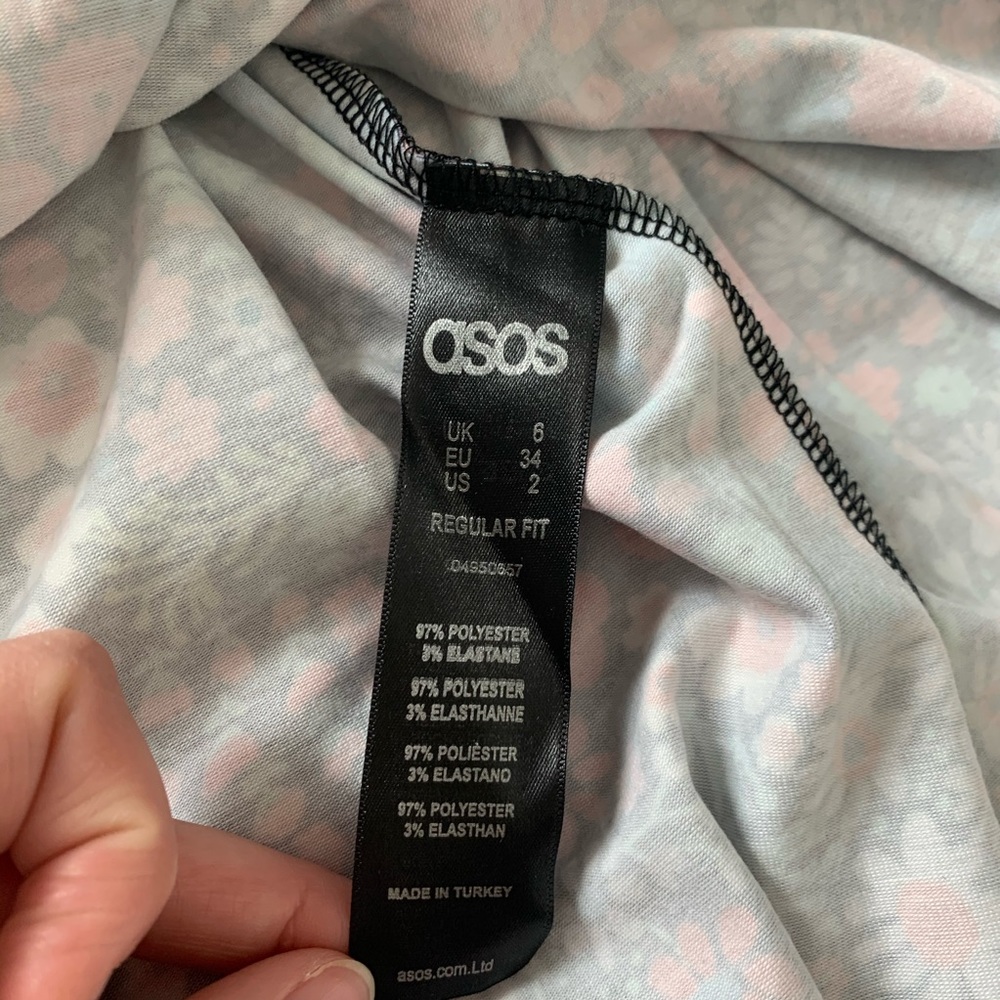 asos
UK 6
EU 34
US 2
REGULAR FIT
04950657
97% POLYESTER
3% ELASTANE
97% POLYESTER
3% ELASTHANNE
97% POLIÈSTER
3% ELASTANO
97% POLYESTER
3% ELASTHAN
MADE IN TURKEY
asos.com.Ltd